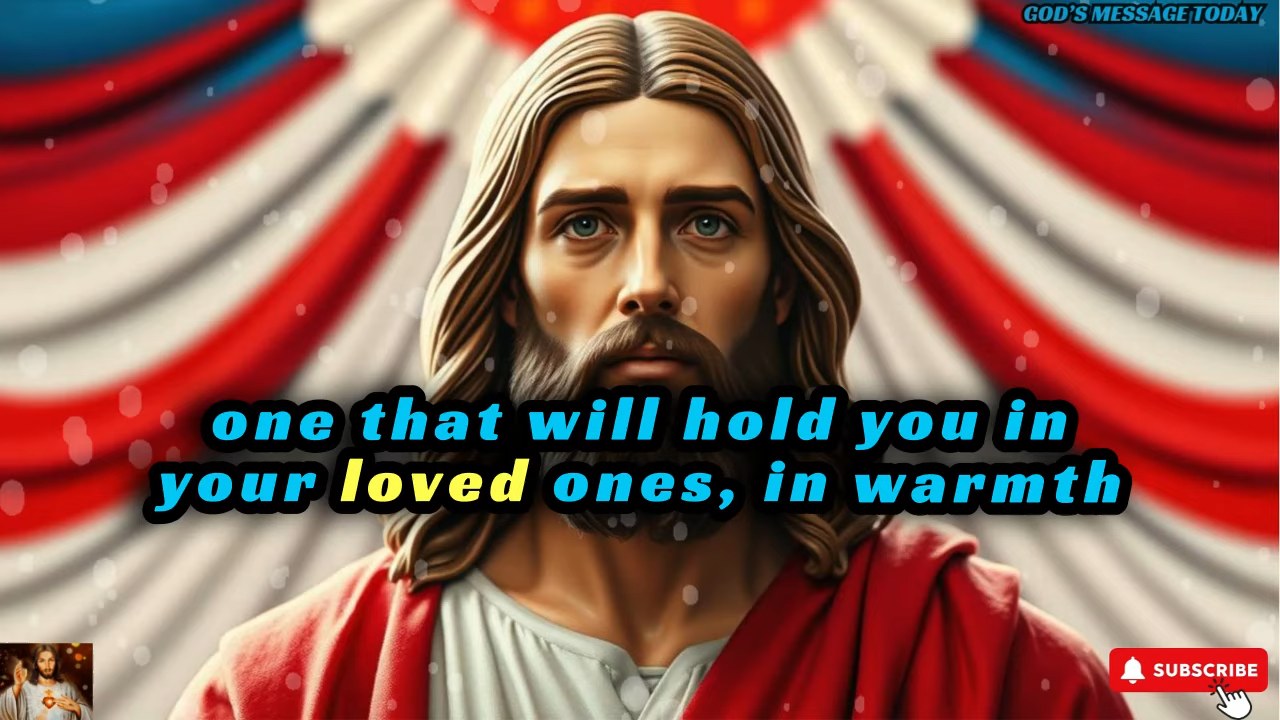 GOD'S MESSAGE TODAY
one that will hold you in
your loved ones, in warmth
SUBSCRIBE